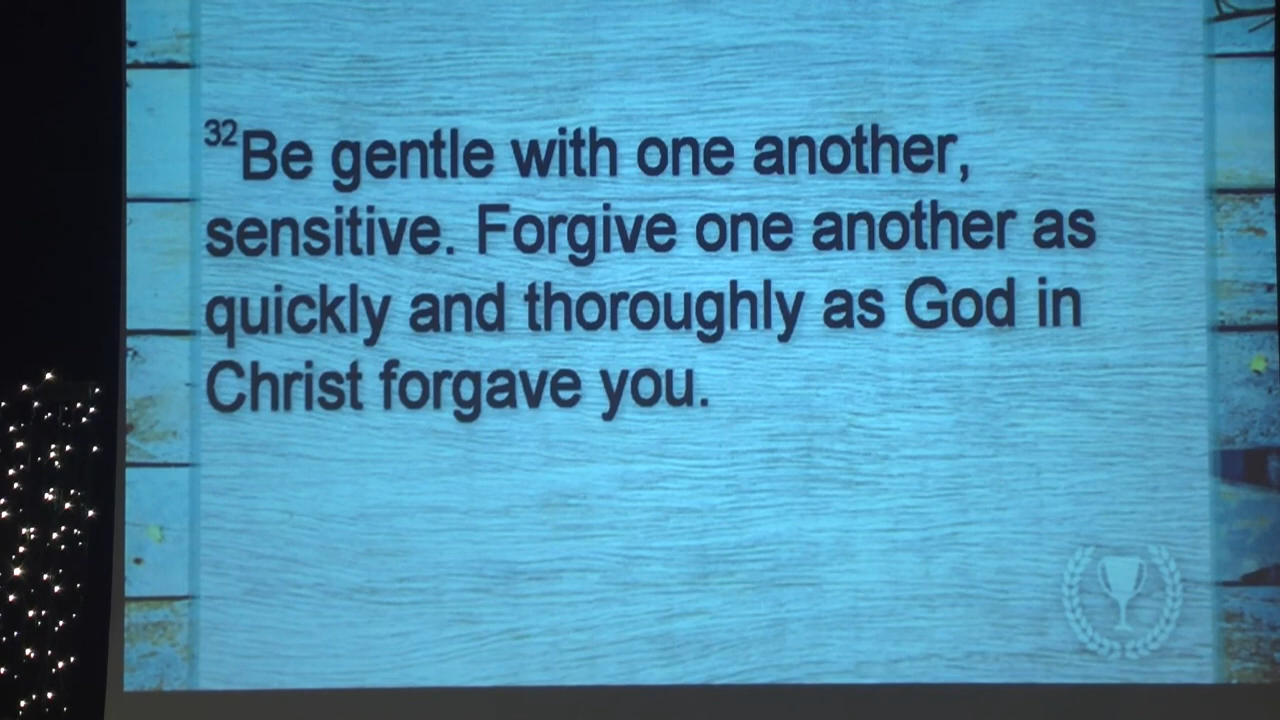 32Be gentle with one another,
sensitive. Forgive one another as
quickly and thoroughly as God in
Christ forgave you.